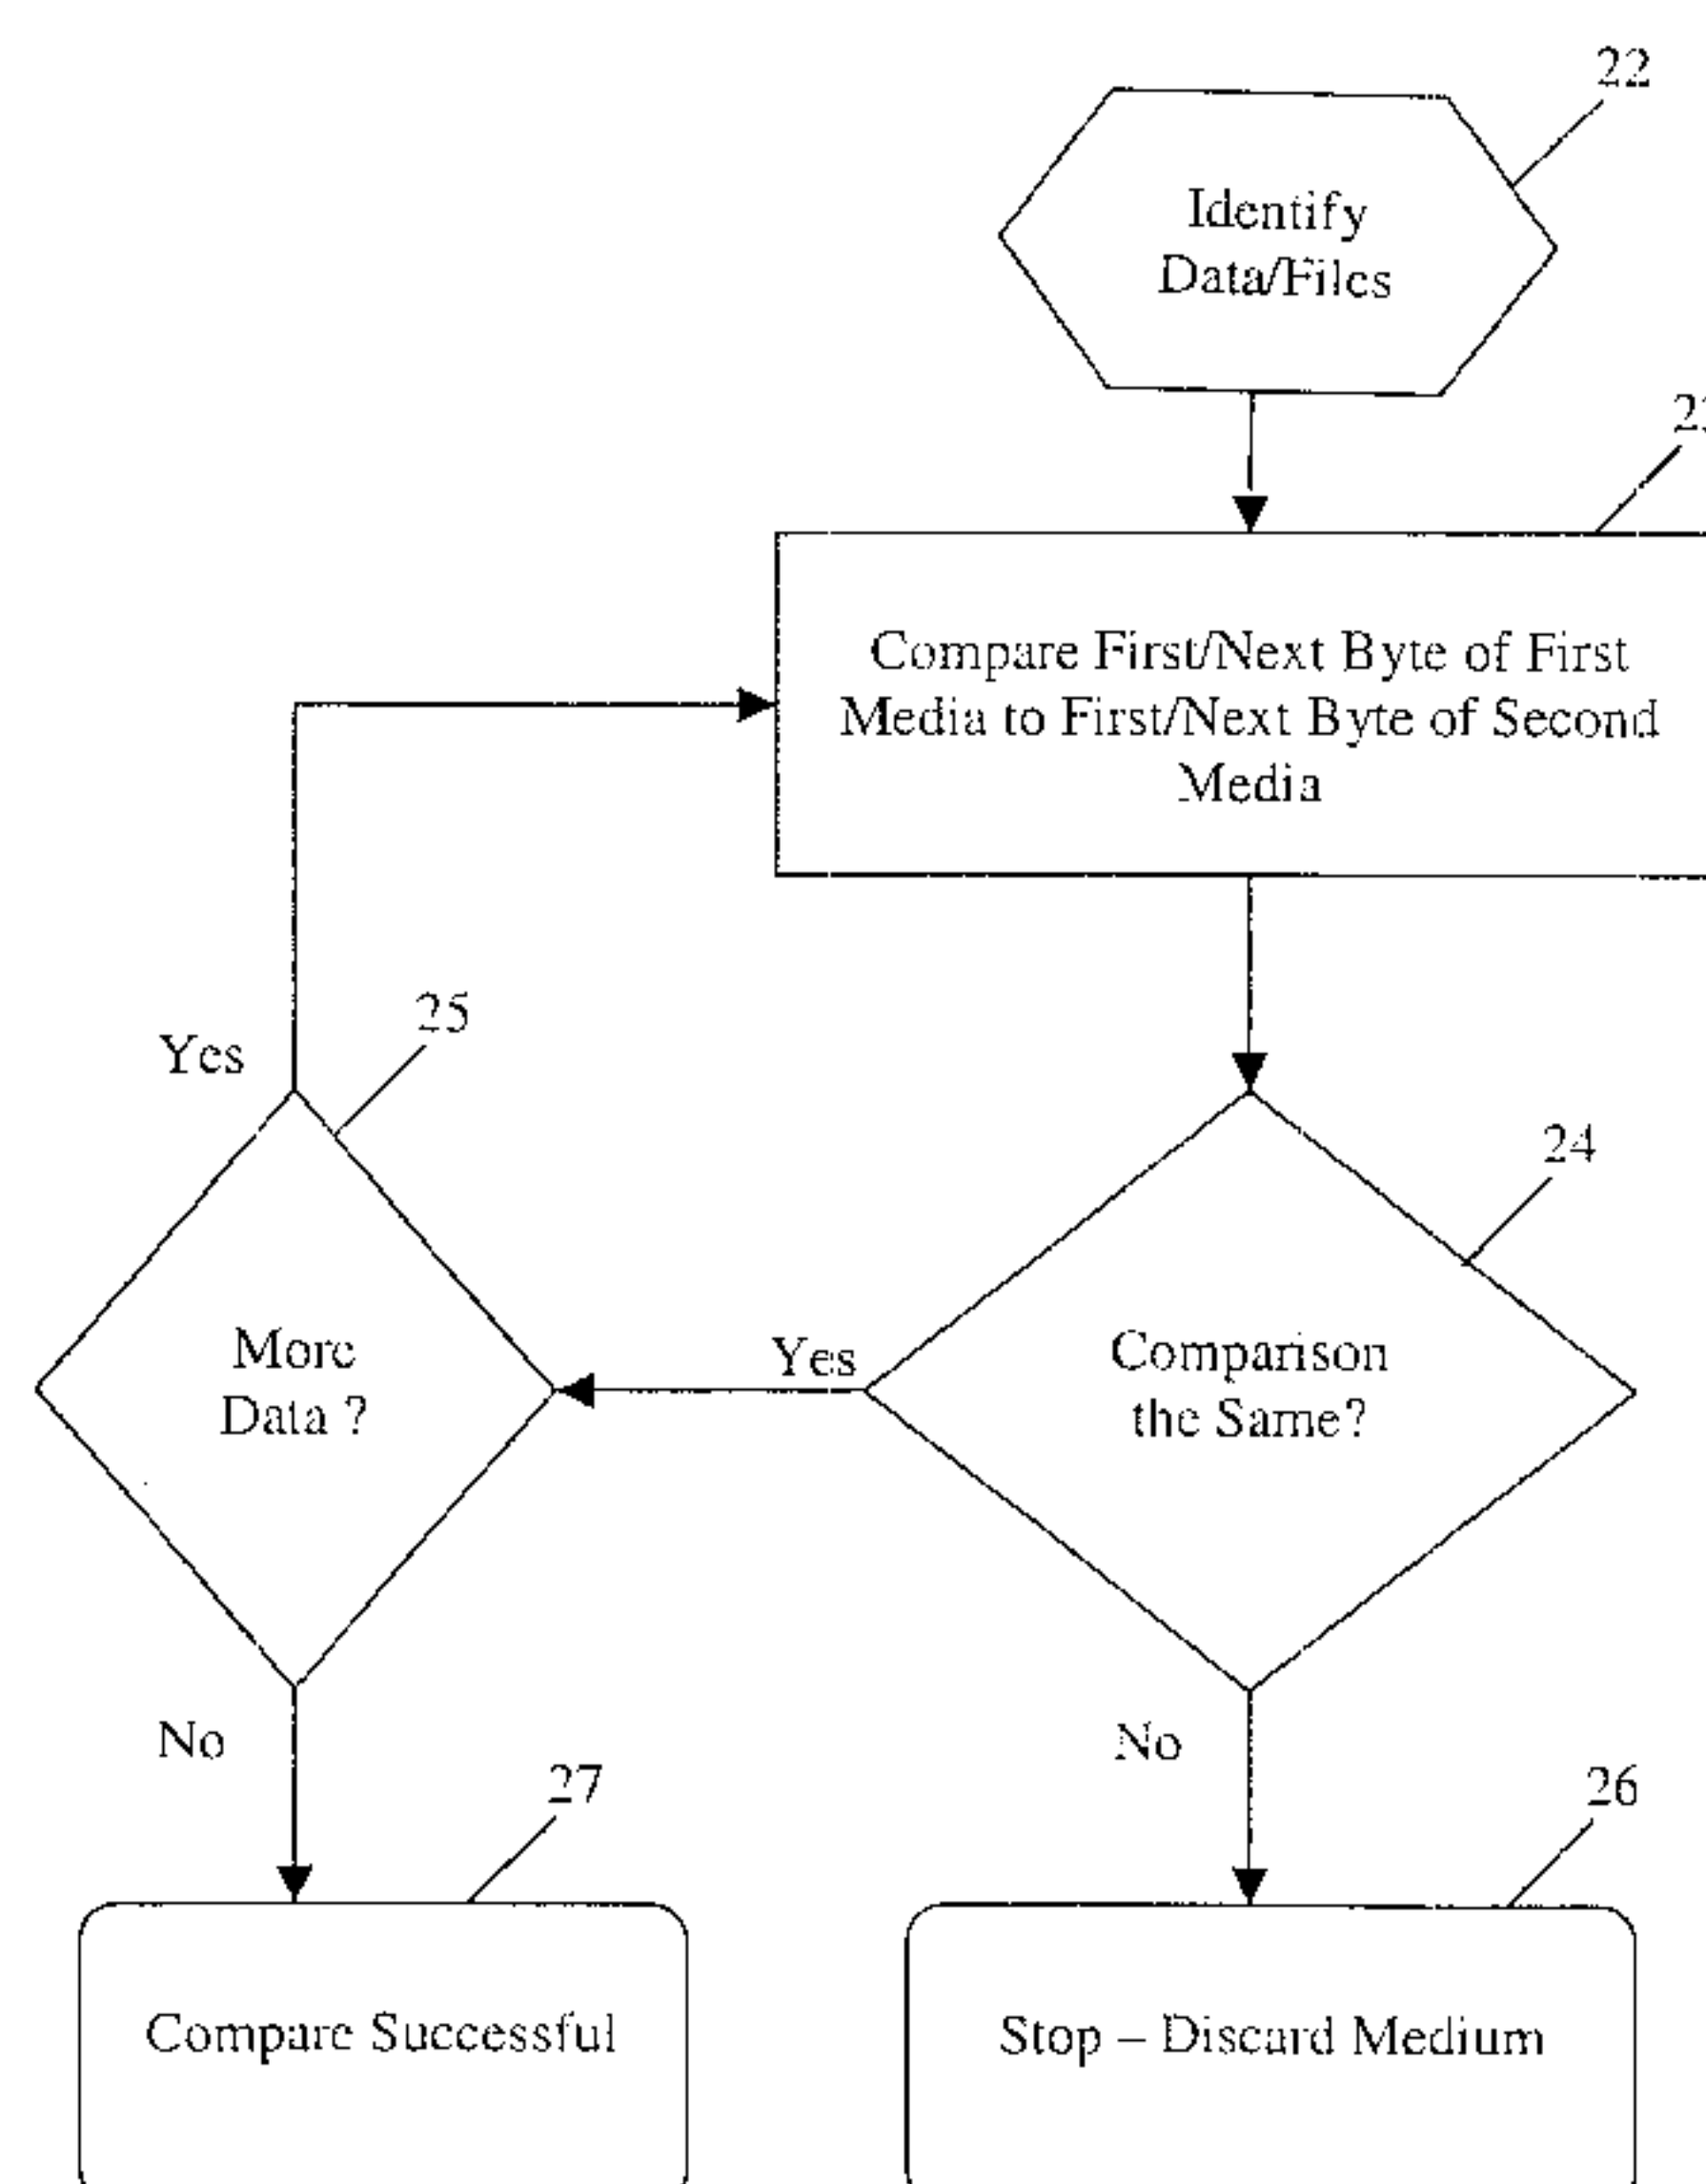 22
Identify
Data/Files
Compare First/Next Byte of First
Media to First/Next Byte of Second
Media
25
Yes
24
More
Data ?
Yes
Comparison
the Same?
No
No
27
26
Compare Successful
Stop – Discard Medium